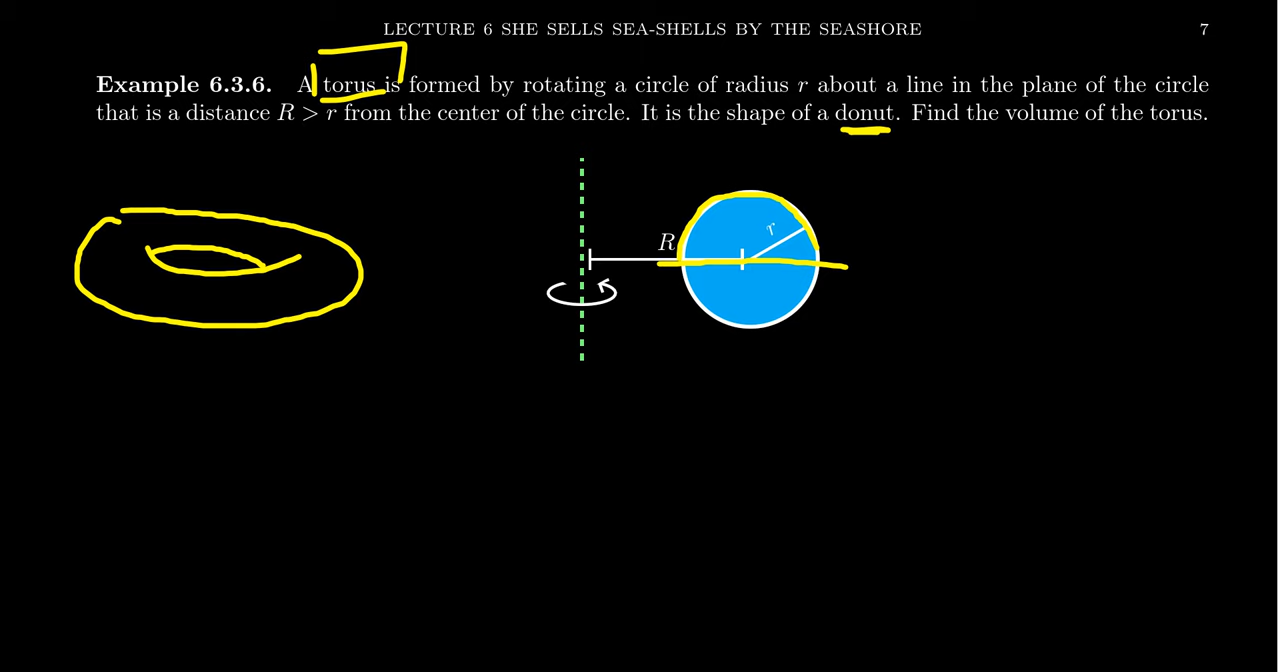 LECTURE 6 SHE SELLS SEA-SHELLS BY THE SEASHORE 7
Example 6.3.6. A torus is formed by rotating a circle of radius r about a line in the plane of the circle
that is a distance R > r from the center of the circle. It is the shape of a donut. Find the volume of the torus.
r
R